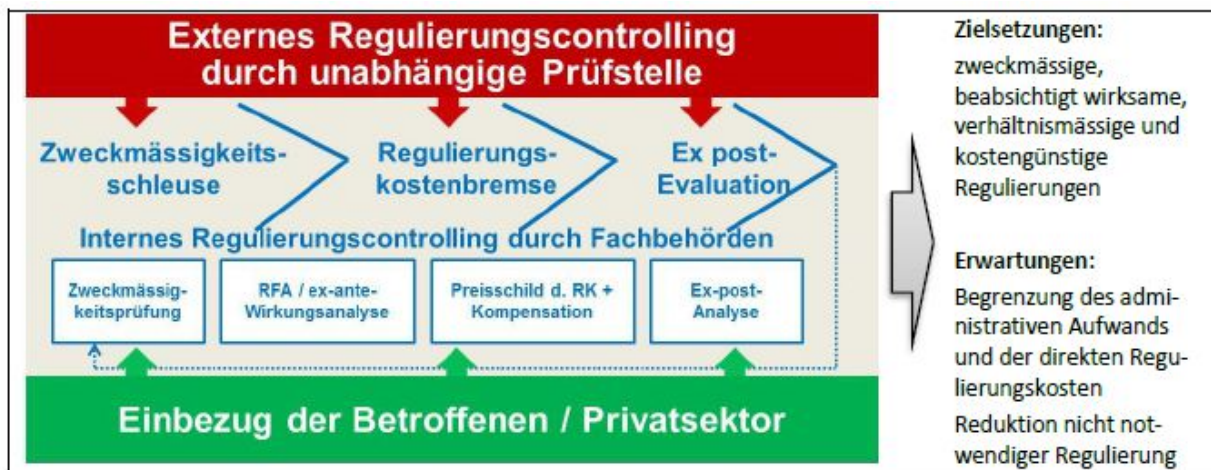 Externes Regulierungscontrolling
durch unabhängige Prüfstelle
Zweckmässigkeits-
schleuse
Regulierungs-
kostenbremse
Ex post-
Evaluation
Internes Regulierungscontrolling durch Fachbehörden
Zweckmässig-
keitsprüfung
RFA / ex-ante-
Wirkungsanalyse
Preisschild d. RK +
Kompensation
Ex-post-
Analyse
Einbezug der Betroffenen / Privatsektor
Zielsetzungen:
zweckmässige,
beabsichtigt wirksame,
verhältnismässige und
kostengünstige
Regulierungen
Erwartungen:
Begrenzung des admi-
nistrativen Aufwands
und der direkten Regu-
lierungskosten
Reduktion nicht not-
wendiger Regulierung